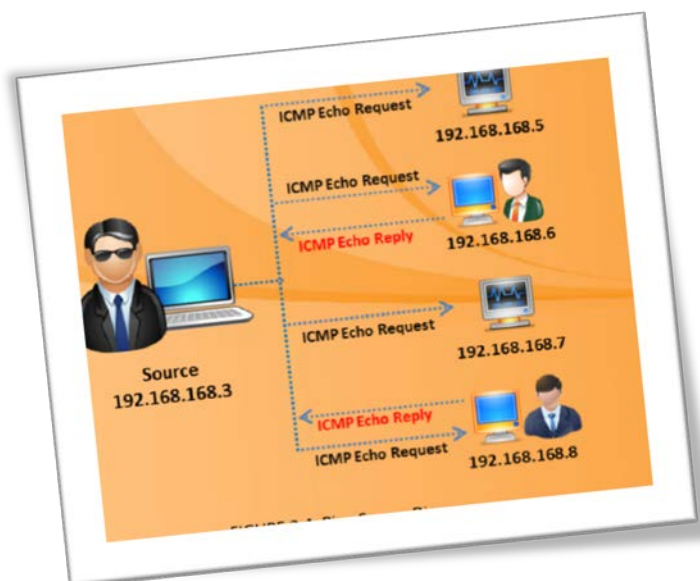 ICMP Echo Request
192.168.168.5
ICMP Echo Request
ICMP Echo Reply
192.168.168.6
ICMP Echo Request
192.168.168.7
Source
192.168.168.3
ICMP Echo Reply
ICMP Echo Request
192.168.168.8